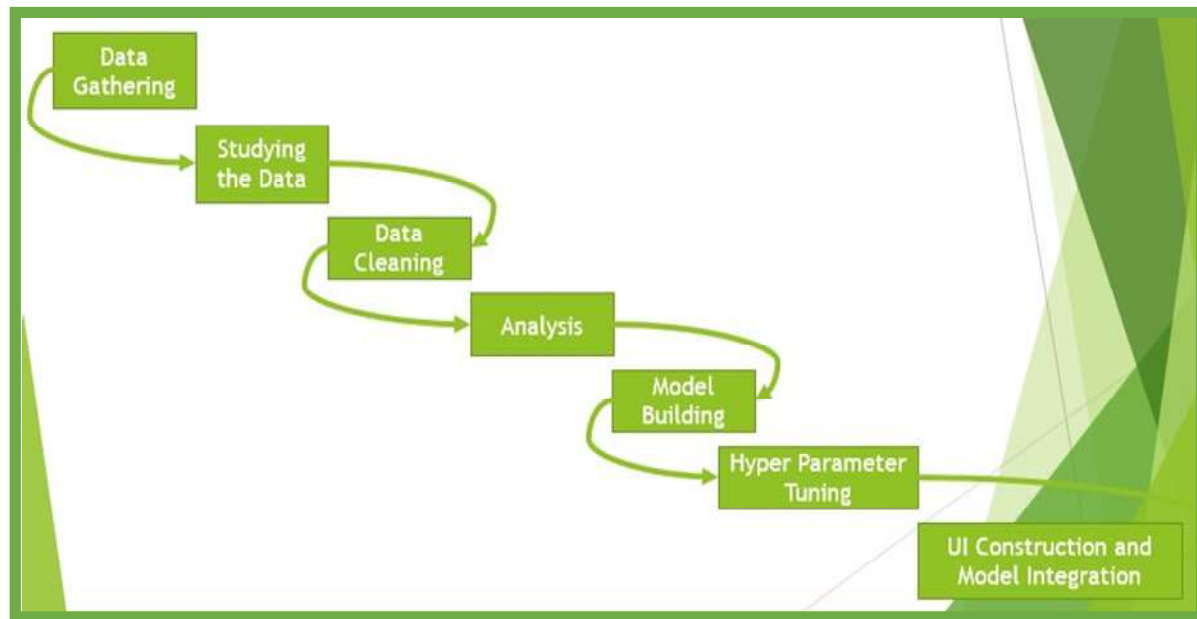 Data
Gathering
Studying
the Data
Data
Cleaning
Analysis
Model
Building
Hyper Parameter
Tuning
UI Construction and
Model Integration